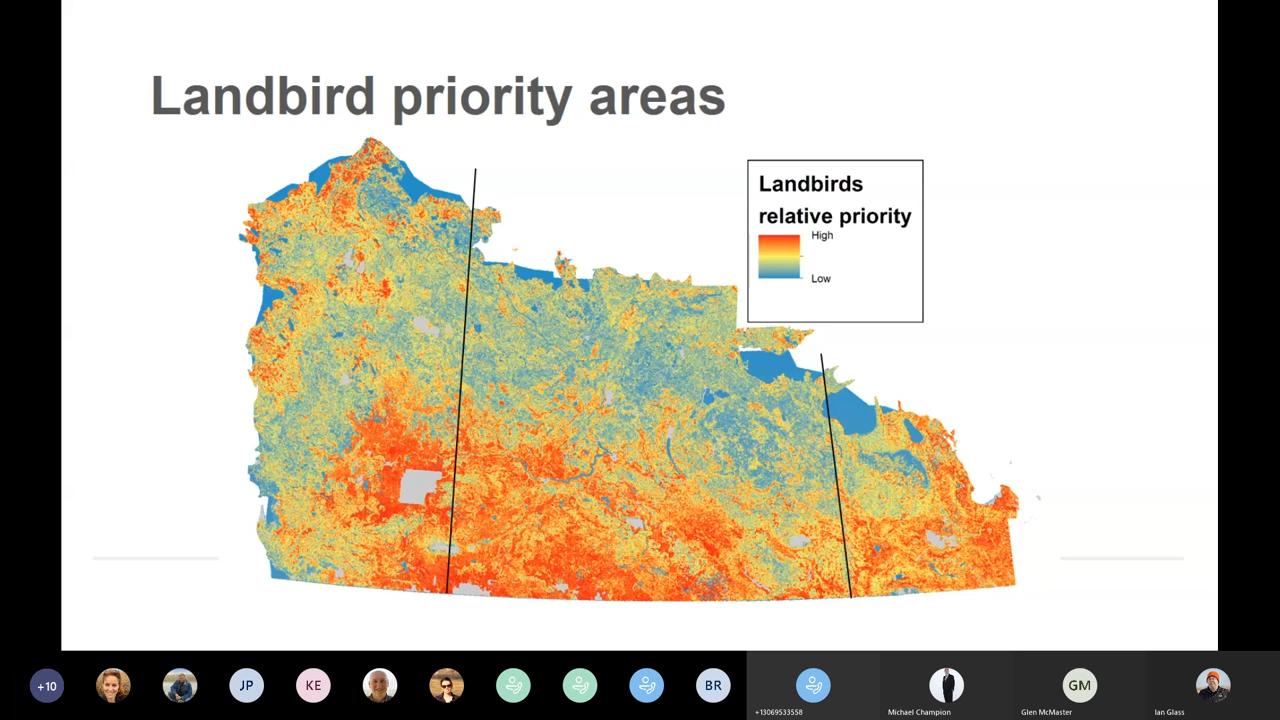 Landbird priority areas
Landbirds
relative priority
High
Low
+10
JP
KE
BR
+13069533558
Michael Champion
GM
Glen McMaster
Ian Glass